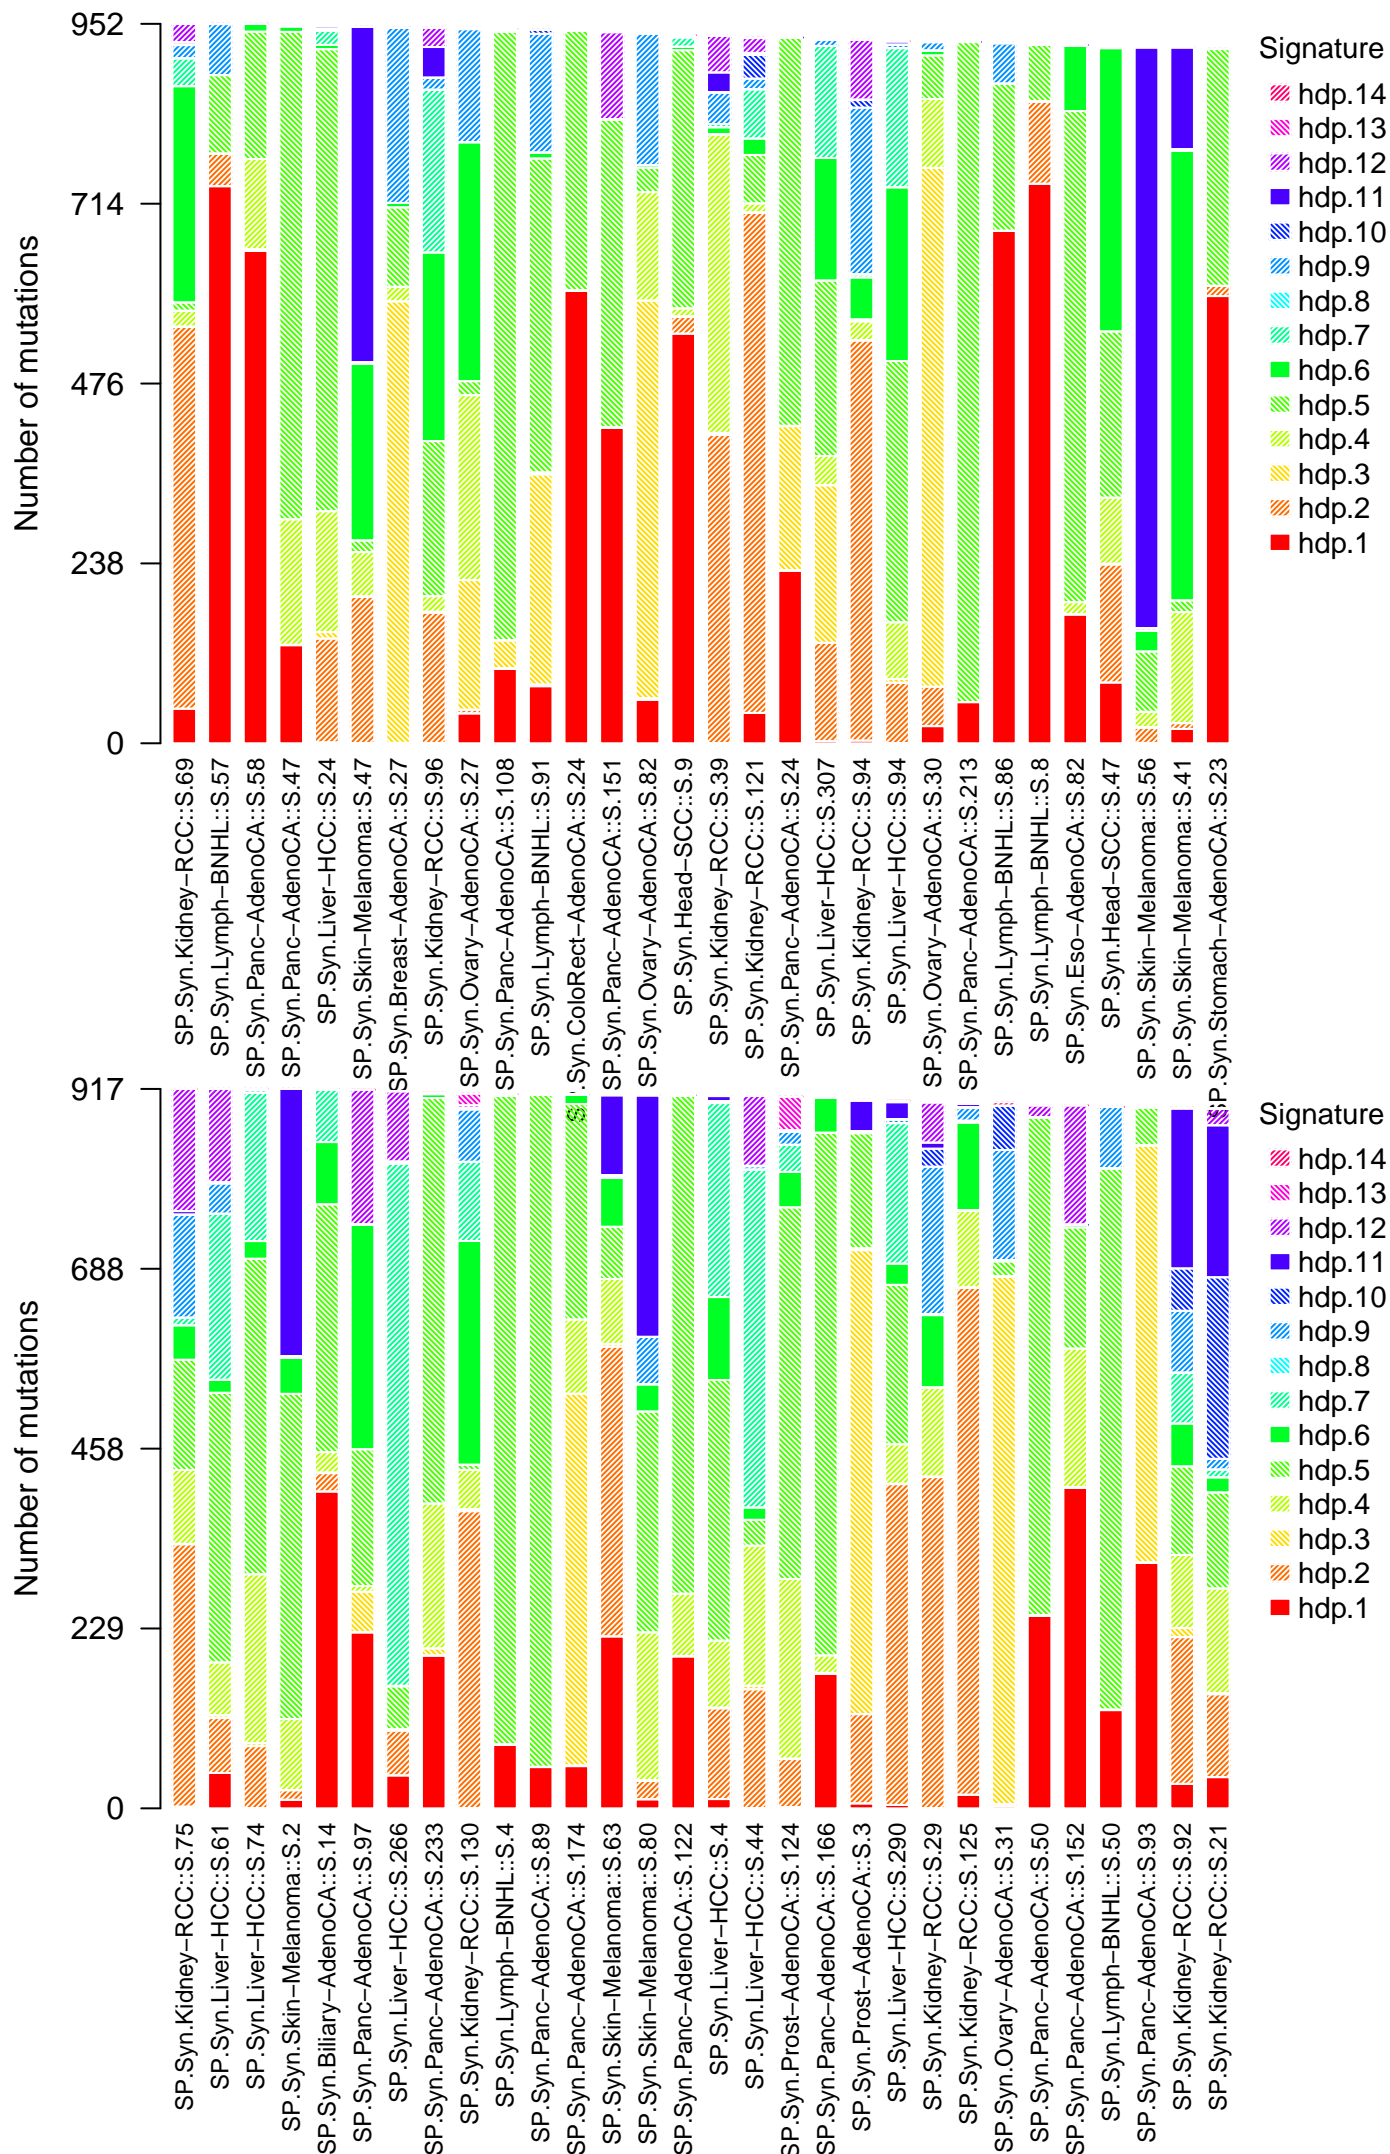 Number of mutations
952
714
476
238
0
Signature
hdp.14
hdp.13
hdp.12
hdp.11
hdp.10
hdp.9
hdp.8
hdp.7
hdp.6
hdp.5
hdp.4
hdp.3
hdp.2
hdp.1
SP.Syn.Kidney−RCC::S.69
SP.Syn.Lymph−BNHL::S.57
SP.Syn.Panc−AdenoCA::S.58
SP.Syn.Panc−AdenoCA::S.47
SP.Syn.Liver−HCC::S.24
SP.Syn.Skin−Melanoma::S.47
SP.Syn.Breast−AdenoCA::S.27
SP.Syn.Kidney−RCC::S.96
SP.Syn.Ovary−AdenoCA::S.27
SP.Syn.Panc−AdenoCA::S.108
SP.Syn.Lymph−BNHL::S.91
SP.Syn.ColoRect−AdenoCA::S.24
SP.Syn.Panc−AdenoCA::S.151
SP.Syn.Ovary−AdenoCA::S.82
SP.Syn.Head−SCC::S.9
SP.Syn.Kidney−RCC::S.39
SP.Syn.Kidney−RCC::S.121
SP.Syn.Panc−AdenoCA::S.24
SP.Syn.Liver−HCC::S.307
SP.Syn.Kidney−RCC::S.94
SP.Syn.Liver−HCC::S.94
SP.Syn.Ovary−AdenoCA::S.30
SP.Syn.Panc−AdenoCA::S.213
SP.Syn.Lymph−BNHL::S.86
SP.Syn.Lymph−BNHL::S.8
SP.Syn.Eso−AdenoCA::S.82
SP.Syn.Head−SCC::S.47
SP.Syn.Skin−Melanoma::S.56
SP.Syn.Skin−Melanoma::S.41
SP.Syn.Stomach−AdenoCA::S.23
Number of mutations
917
688
458
229
0
Signature
hdp.14
hdp.13
hdp.12
hdp.11
hdp.10
hdp.9
hdp.8
hdp.7
hdp.6
hdp.5
hdp.4
hdp.3
hdp.2
hdp.1
SP.Syn.Kidney−RCC::S.75
SP.Syn.Liver−HCC::S.61
SP.Syn.Liver−HCC::S.74
SP.Syn.Skin−Melanoma::S.2
SP.Syn.Biliary−AdenoCA::S.14
SP.Syn.Panc−AdenoCA::S.97
SP.Syn.Liver−HCC::S.266
SP.Syn.Panc−AdenoCA::S.233
SP.Syn.Kidney−RCC::S.130
SP.Syn.Lymph−BNHL::S.4
SP.Syn.Panc−AdenoCA::S.89
SP.Syn.Panc−AdenoCA::S.174
SP.Syn.Skin−Melanoma::S.63
SP.Syn.Skin−Melanoma::S.80
SP.Syn.Panc−AdenoCA::S.122
SP.Syn.Liver−HCC::S.4
SP.Syn.Liver−HCC::S.44
SP.Syn.Prost−AdenoCA::S.124
SP.Syn.Panc−AdenoCA::S.166
SP.Syn.Prost−AdenoCA::S.3
SP.Syn.Liver−HCC::S.290
SP.Syn.Kidney−RCC::S.29
SP.Syn.Kidney−RCC::S.125
SP.Syn.Ovary−AdenoCA::S.31
SP.Syn.Panc−AdenoCA::S.50
SP.Syn.Panc−AdenoCA::S.152
SP.Syn.Lymph−BNHL::S.50
SP.Syn.Panc−AdenoCA::S.93
SP.Syn.Kidney−RCC::S.92
SP.Syn.Kidney−RCC::S.21